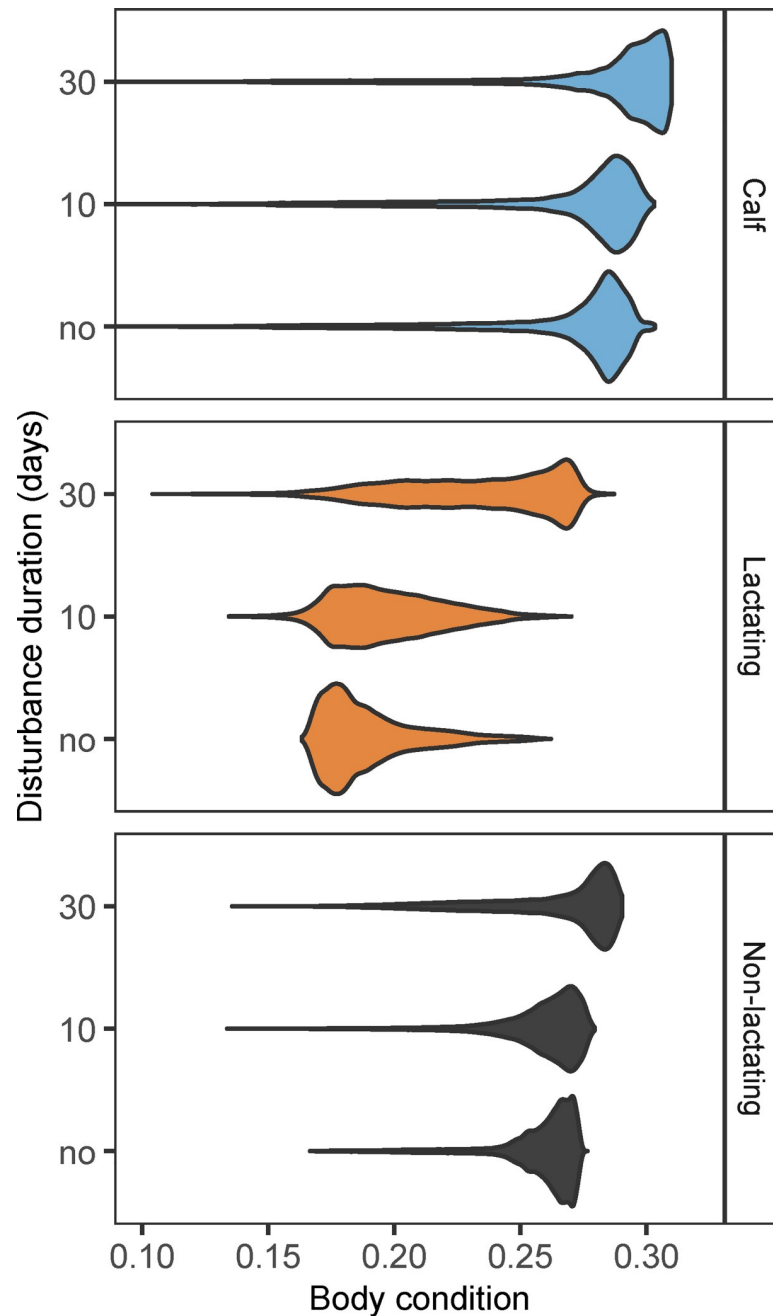 Disturbance duration (days)
30
10
no
Calf
30
10
no
Lactating
30
10
no
Non-lactating
0.10 0.15 0.20 0.25 0.30
Body condition